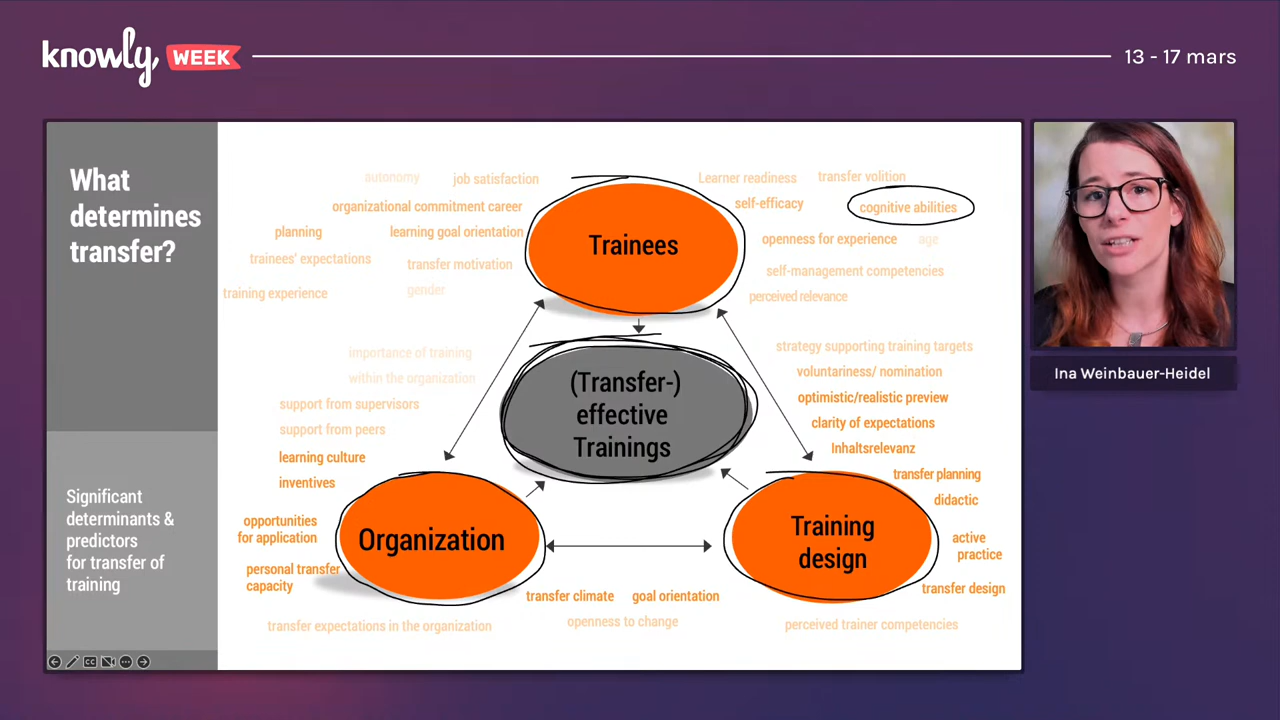 knowly WEEK
13 - 17 mars
What
determines
transfer?
Significant
determinants &
predictors
for transfer of
training
autonomy
job satisfaction
organizational commitment career
planning
learning goal orientation
trainees' expectations
transfer motivation
training experience
gender
Trainees
Learner readiness
transfer volition
self-efficacy
cognitive abilities
openness for experience
age
self-management competencies
perceived relevance
importance of training
within the organization
support from supervisors
support from peers
learning culture
inventives
opportunities
for application
personal transfer
capacity
transfer expectations in the organization
(Transfer-)
effective
Trainings
strategy supporting training targets
voluntariness/ nomination
optimistic/realistic preview
clarity of expectations
Inhaltsrelevanz
transfer planning
didactic
active
practice
transfer design
perceived trainer competencies
Organization
Training
design
transfer climate
goal orientation
openness to change
CC
Ina Weinbauer-Heidel